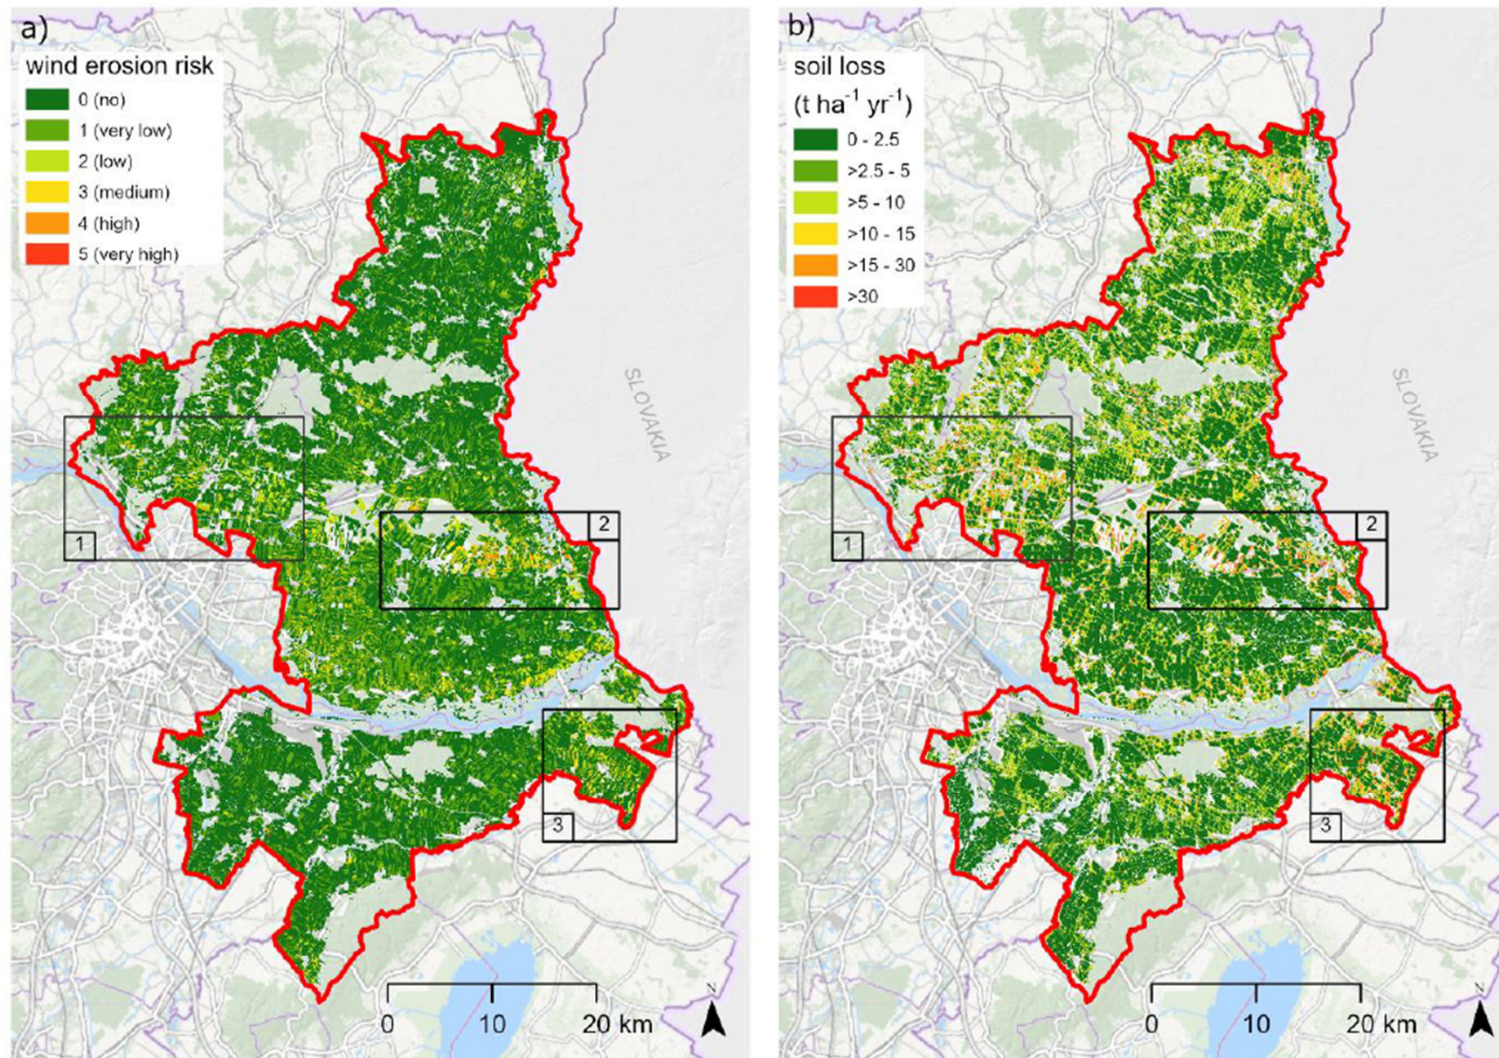 a)
wind erosion risk
0 (no)
1 (very low)
2 (low)
3 (medium)
4 (high)
5 (very high)
SLOVAKIA
1
2
3
0 10 20 km
N
b)
soil loss
(t ha⁻¹ yr⁻¹)
0 - 2.5
>2.5 - 5
>5 - 10
>10 - 15
>15 - 30
>30
SLOVAKIA
1
2
3
0 10 20 km
N